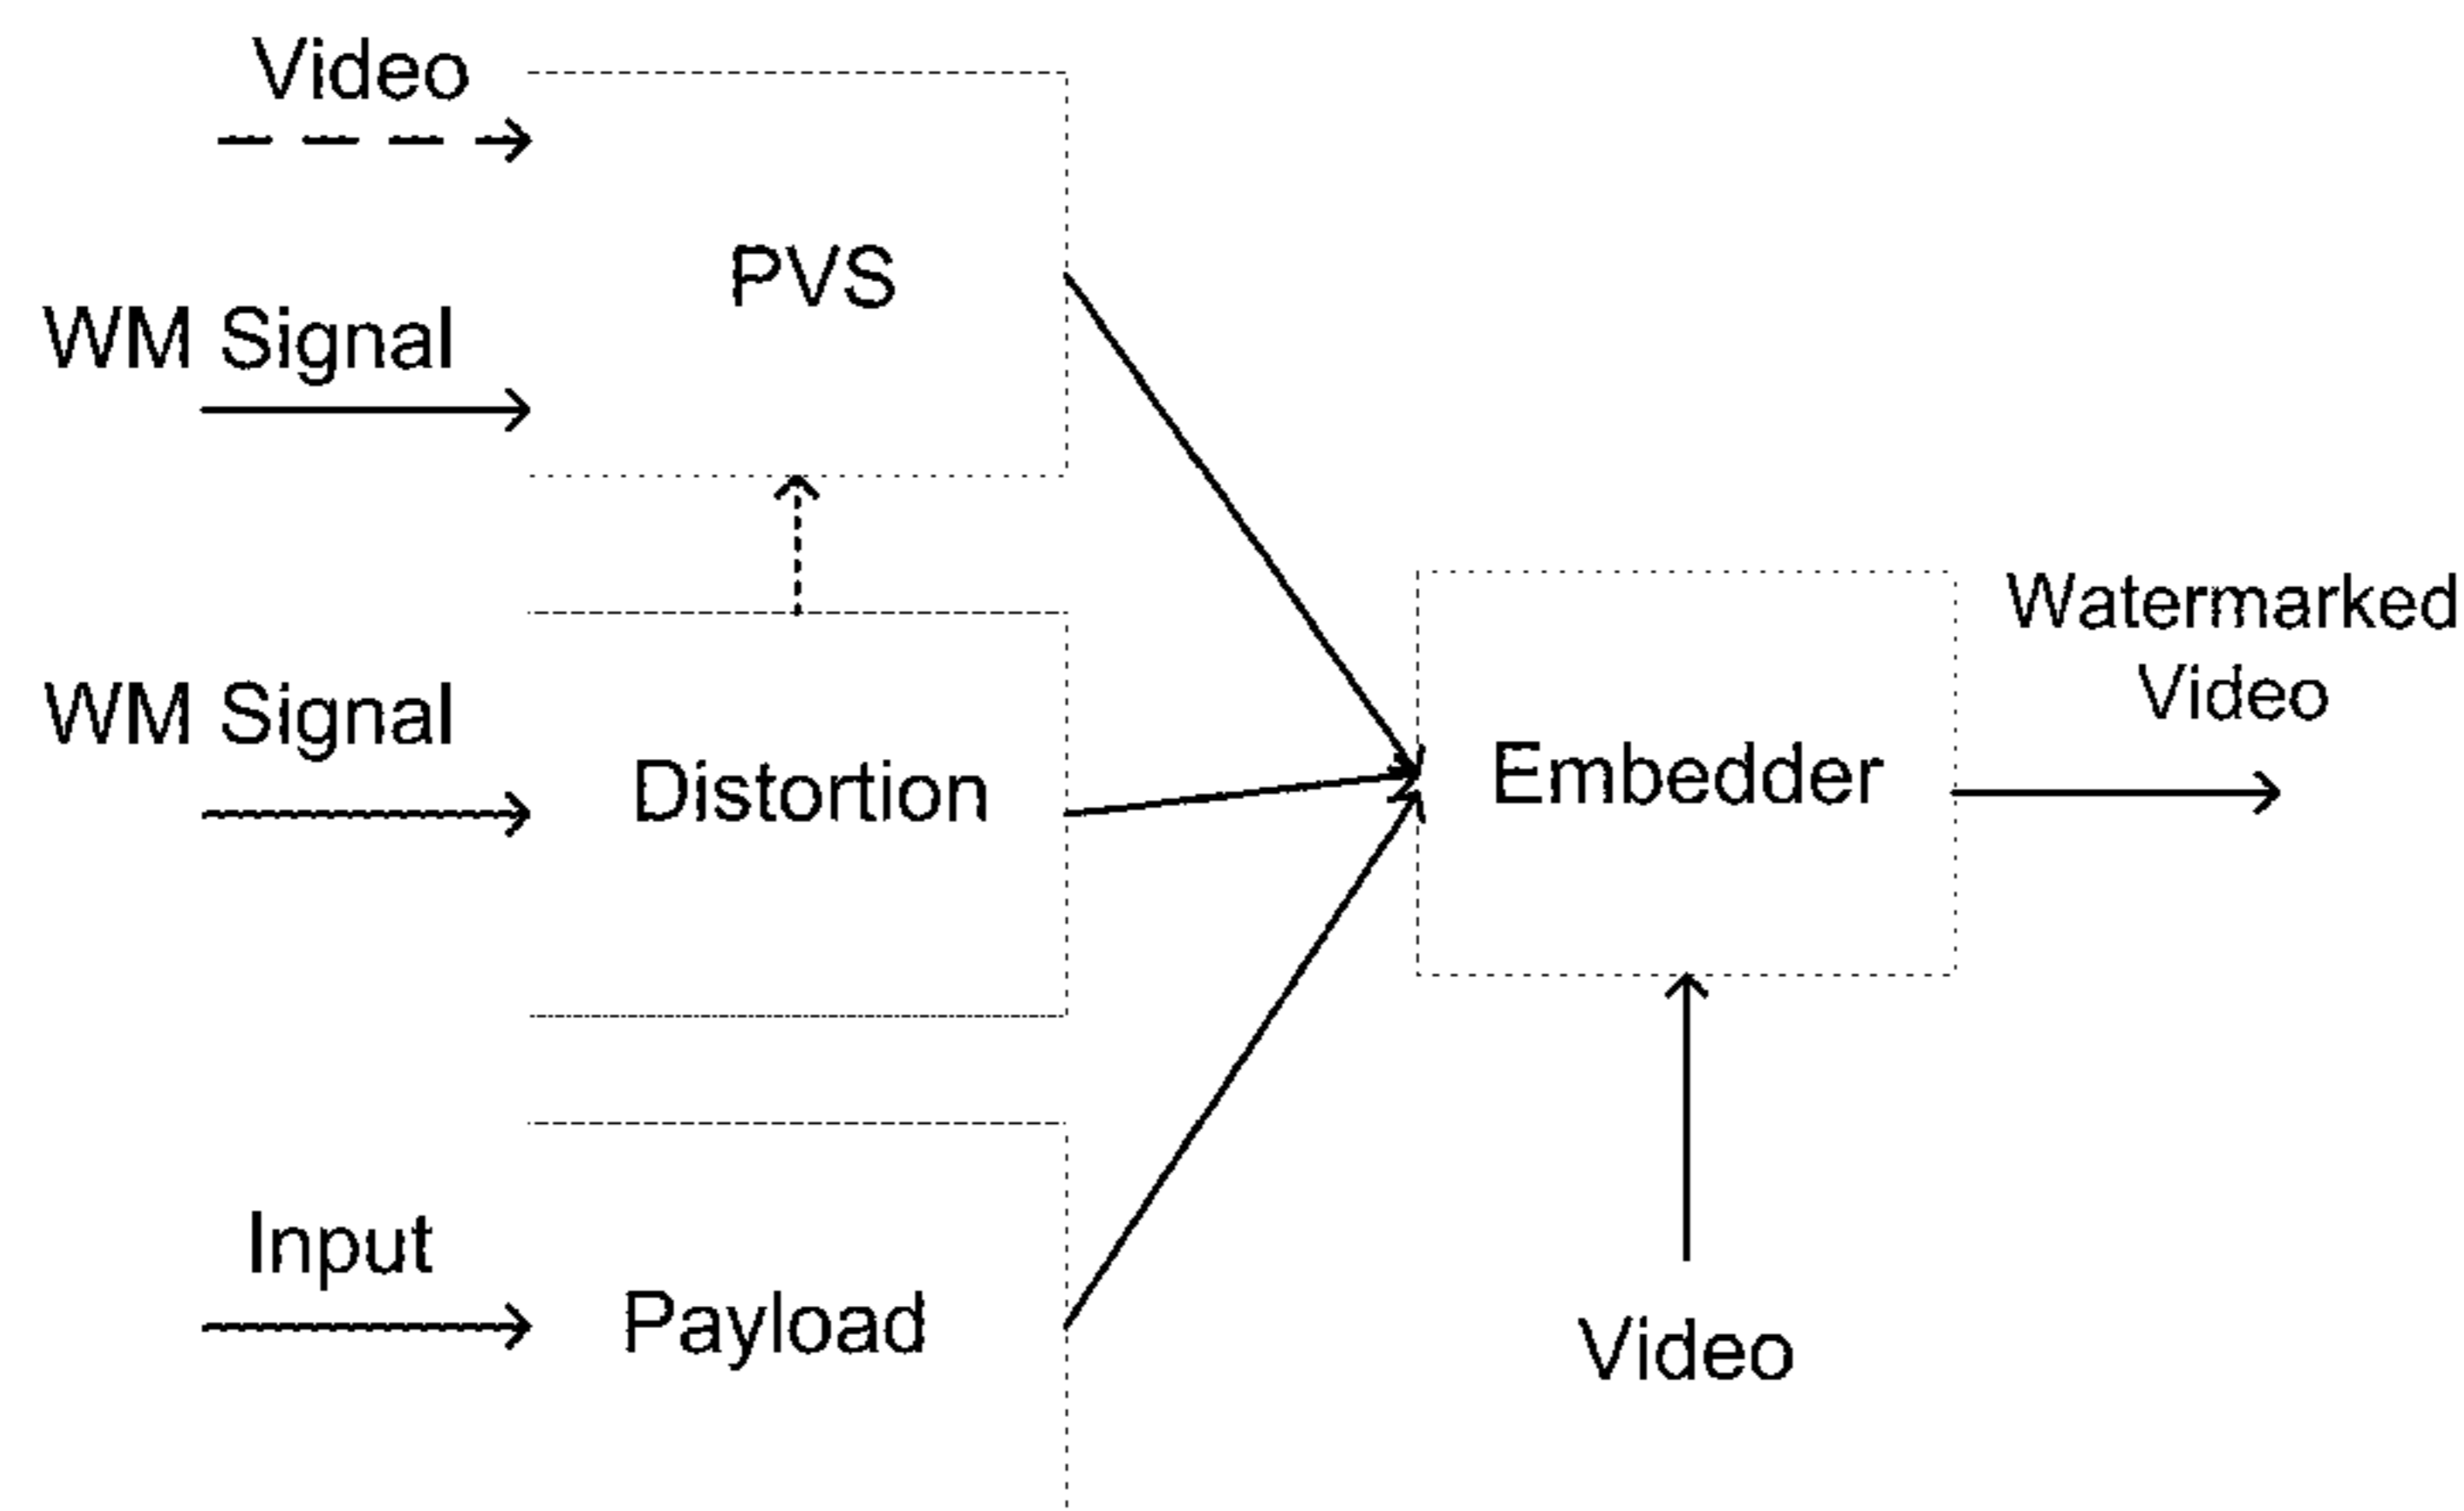 Video
PVS
WM Signal
WM Signal
Distortion
Input
Payload
Embedder
Watermarked
Video
Video